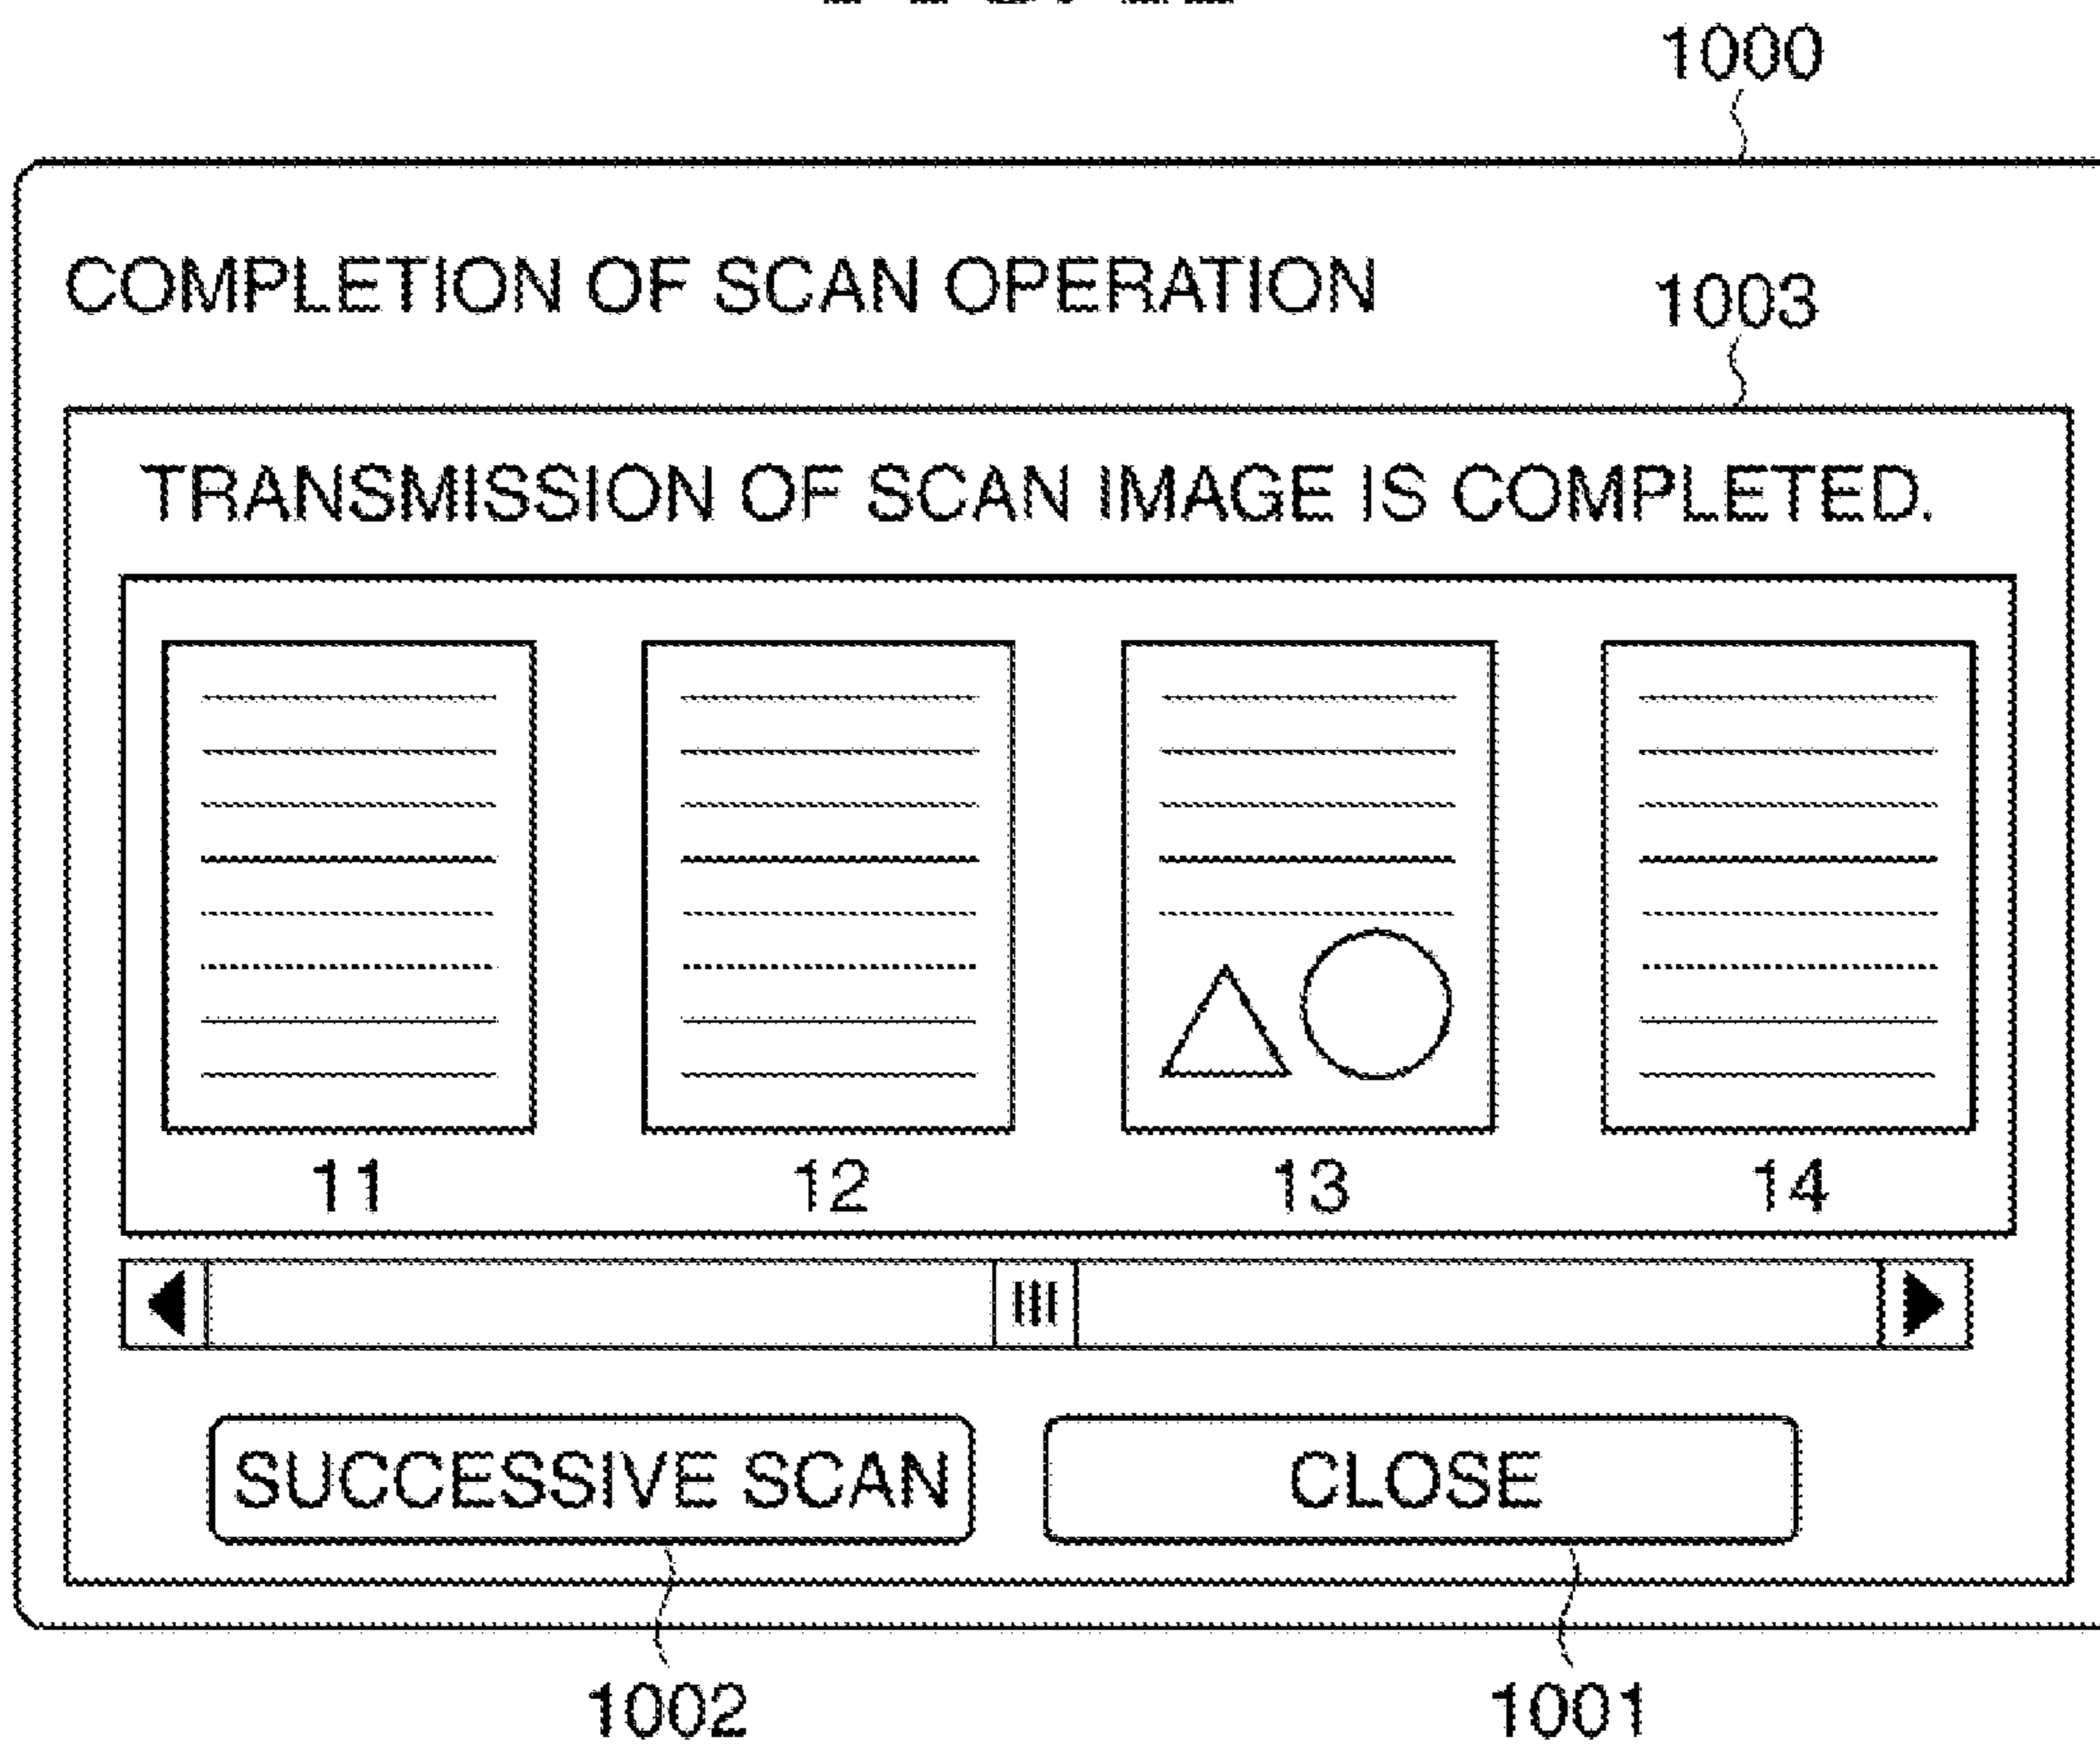 1000
COMPLETION OF SCAN OPERATION
1003
TRANSMISSION OF SCAN IMAGE IS COMPLETED.
11 12 13 14
SUCCESSIVE SCAN CLOSE
1002 1001